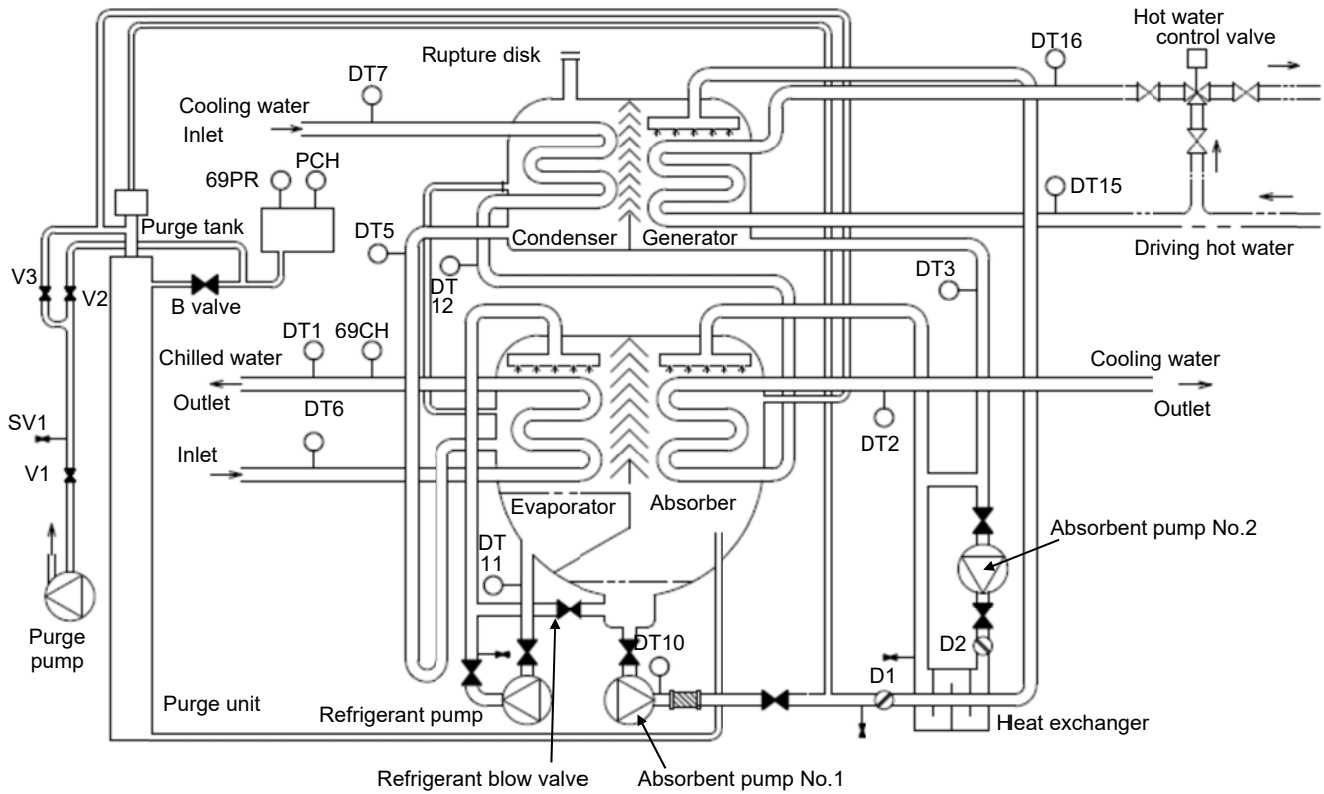 Hot water
control valve
DT16
Rupture disk
DT7
Cooling water
Inlet
PCH
69PR
DT15
Purge tank
DT5
Condenser
Generator
Driving hot water
V3
V2
B valve
DT
12
DT3
DT1
69CH
Chilled water
Cooling water
Outlet
DT6
Outlet
SV1
DT2
Inlet
V1
Evaporator
Absorber
DT
11
Absorbent pump No.2
Purge
pump
DT10
D2
D1
Purge unit
Refrigerant pump
Heat exchanger
Refrigerant blow valve
Absorbent pump No.1